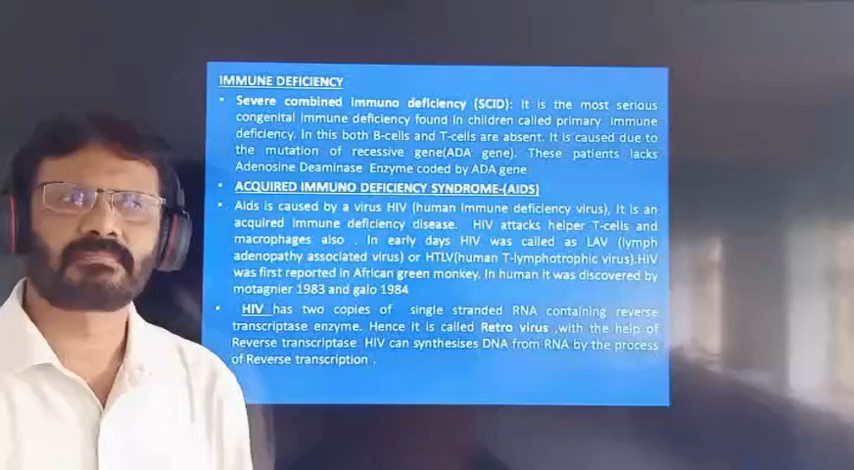 IMMUNE DEFICIENCY
• Severe combined immuno deficiency (SCID): It is the most serious
congenital immune deficiency found in children called primary immune
deficiency. In this both B-cells and T-cells are absent. It is caused due to
the mutation of recessive gene(ADA gene). These patients lacks
Adenosine Deaminase Enzyme coded by ADA gene
• ACQUIRED IMMUNO DEFICIENCY SYNDROME-(AIDS)
• Aids is caused by a virus HIV (human immune deficiency virus), It is an
acquired immune deficiency disease. HIV attacks helper T-cells and
macrophages also . In early days HIV was called as LAV (lymph
adenopathy associated virus) or HTLV(human T-lymphotrophic virus).HIV
was first reported in African green monkey. In human it was discovered by
motagnier 1983 and galo 1984
• HIV has two copies of single stranded RNA containing reverse
transcriptase enzyme. Hence it is called Retro virus ,with the help of
Reverse transcriptase HIV can synthesises DNA from RNA by the process
of Reverse transcription .